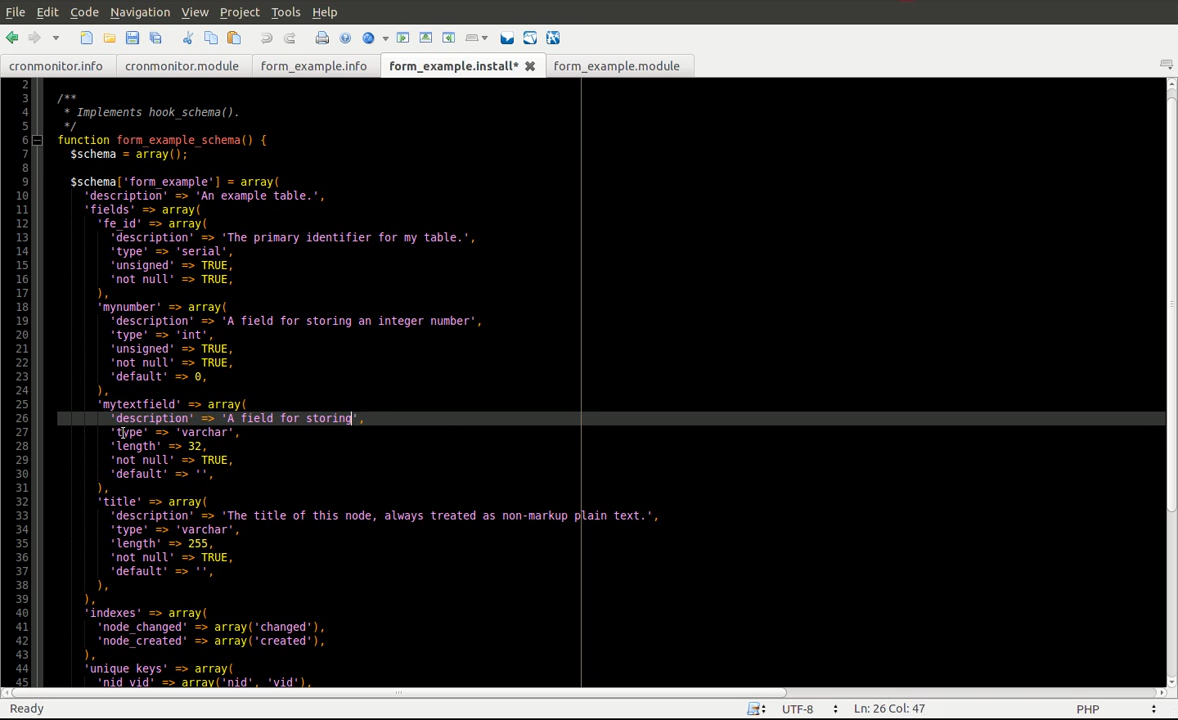 File Edit Code Navigation View Project Tools Help
cronmonitor.info cronmonitor.module form_example.info form_example.install* form_example.module
2
3 /**
4 * Implements hook_schema().
5 */
6 function form_example_schema() {
7 $schema = array();
8
9 $schema['form_example'] = array(
10 'description' => 'An example table.',
11 'fields' => array(
12 'fe_id' => array(
13 'description' => 'The primary identifier for my table.',
14 'type' => 'serial',
15 'unsigned' => TRUE,
16 'not null' => TRUE,
17 ),
18 'mynumber' => array(
19 'description' => 'A field for storing an integer number',
20 'type' => 'int',
21 'unsigned' => TRUE,
22 'not null' => TRUE,
23 'default' => 0,
24 ),
25 'mytextfield' => array(
26 'description' => 'A field for storing',
27 'type' => 'varchar',
28 'length' => 32,
29 'not null' => TRUE,
30 'default' => '',
31 ),
32 'title' => array(
33 'description' => 'The title of this node, always treated as non-markup plain text.',
34 'type' => 'varchar',
35 'length' => 255,
36 'not null' => TRUE,
37 'default' => '',
38 ),
39 ),
40 'indexes' => array(
41 'node_changed' => array('changed'),
42 'node_created' => array('created'),
43 ),
44 'unique keys' => array(
45 'nid_vid' => array('nid', 'vid'),
Ready UTF-8 Ln: 26 Col: 47 PHP